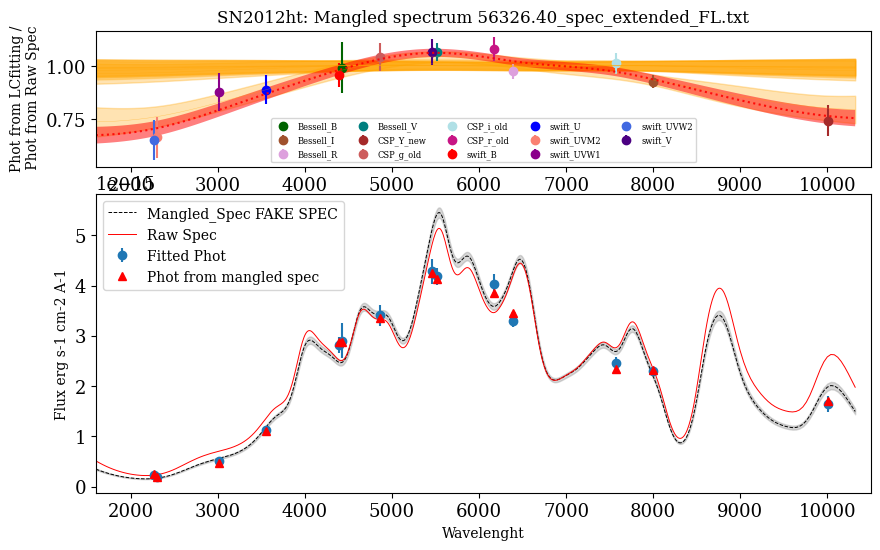 SN2012ht: Mangled spectrum 56326.40_spec_extended_FL.txt
Phot from LCfitting /
Phot from Raw Spec
1.00
0.75
Bessell_B Bessell_V CSP_i_old swift_U swift_UVW2
Bessell_I CSP_Y_new CSP_r_old swift_UVM2 swift_V
Bessell_R CSP_g_old swift_B swift_UVW1
2000 3000 4000 5000 6000 7000 8000 9000 10000
1e−15
Mangled_Spec FAKE SPEC
Raw Spec
Fitted Phot
Phot from mangled spec
Flux erg s-1 cm-2 A-1
5
4
3
2
1
0
2000 3000 4000 5000 6000 7000 8000 9000 10000
Wavelenght